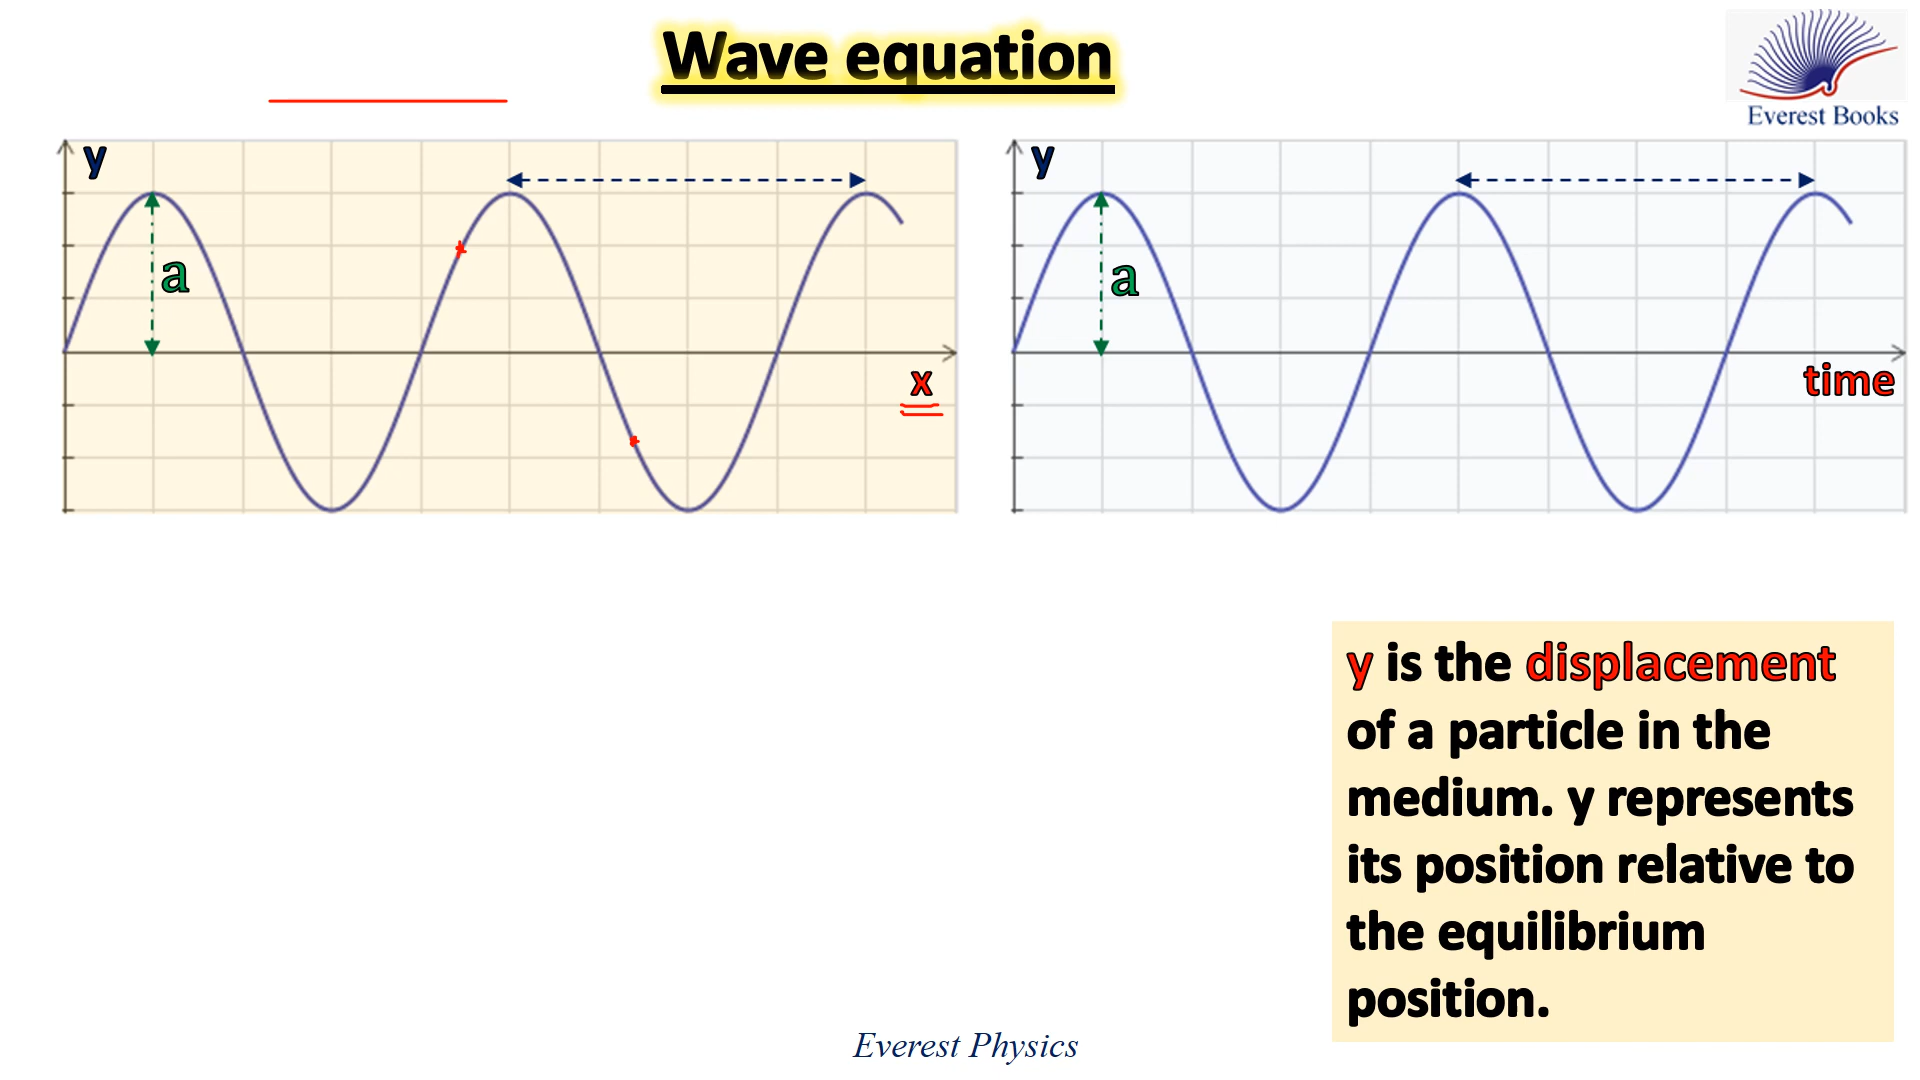 Wave equation
Everest Books
y
a
x
y
a
time
y is the displacement
of a particle in the
medium. y represents
its position relative to
the equilibrium
position.
Everest Physics